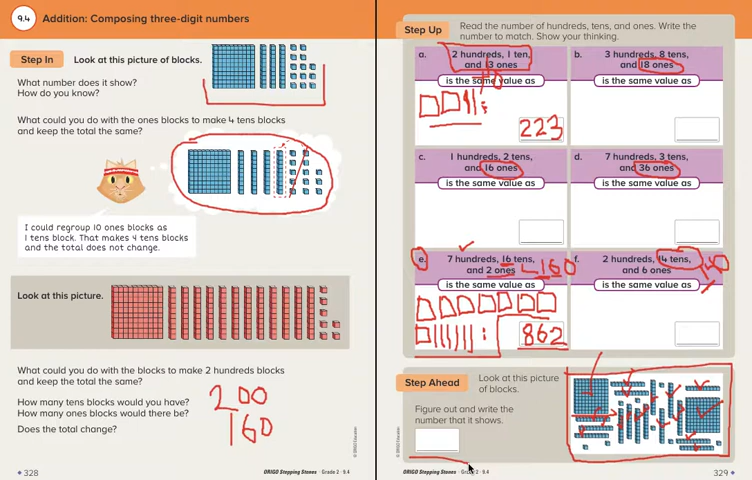 9.4 Addition: Composing three-digit numbers
Step In Look at this picture of blocks.
What number does it show?
How do you know?
What could you do with the ones blocks to make 4 tens blocks
and keep the total the same?
I could regroup 10 ones blocks as
1 tens block. That makes 4 tens blocks
and the total does not change.
Look at this picture.
What could you do with the blocks to make 2 hundreds blocks
and keep the total the same?
How many tens blocks would you have?
How many ones blocks would there be?
Does the total change?
200
160
© ORIGO Education
328
ORIGO Stepping Stones · Grade 2 · 9.4
Step Up Read the number of hundreds, tens, and ones. Write the
number to match. Show your thinking.
a. 2 hundreds, 1 ten,
and 13 ones
is the same value as
223
b. 3 hundreds, 8 tens,
and 18 ones
is the same value as
c. 1 hundreds, 2 tens,
and 16 ones
is the same value as
d. 7 hundreds, 3 tens,
and 36 ones
is the same value as
e. 7 hundreds, 16 tens,
and 2 ones
160
is the same value as
862
f. 2 hundreds, 14 tens,
and 6 ones
140
is the same value as
Step Ahead Look at this picture
of blocks.
Figure out and write the
number that it shows.
© ORIGO Education
ORIGO Stepping Stones · Grade 2 · 9.4
329